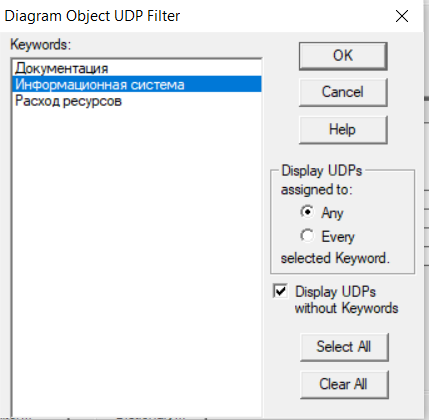 Diagram Object UDP Filter
Keywords:
Документация
Информационная система
Расход ресурсов
OK
Cancel
Help
Display UDPs
assigned to:
Any
Every
selected Keyword.
Display UDPs
without Keywords
Select All
Clear All